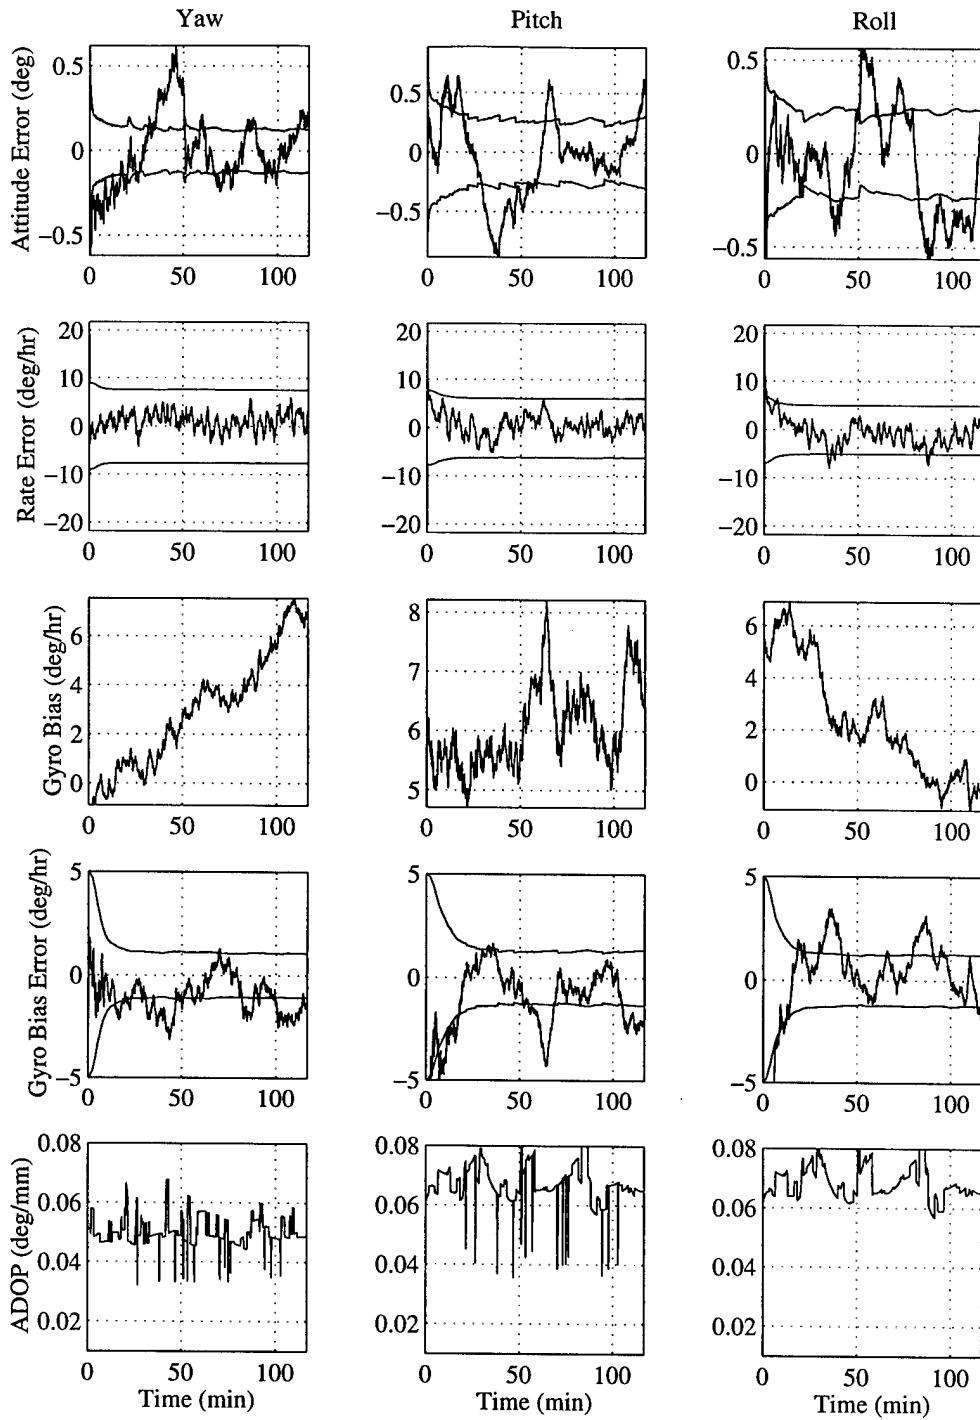 Yaw Pitch Roll
Attitude Error (deg)
0.5 0.5 0.5
0 0 0
−0.5 −0.5 −0.5
0 50 100 0 50 100 0 50 100
Rate Error (deg/hr)
20 20 20
10 10 10
0 0 0
−10 −10 −10
−20 −20 −20
0 50 100 0 50 100 0 50 100
Gyro Bias (deg/hr)
8
6 7 6
4 4
2 6 2
0 5 0
0 50 100 0 50 100 0 50 100
Gyro Bias Error (deg/hr)
5 5 5
0 0 0
−5 −5 −5
0 50 100 0 50 100 0 50 100
ADOP (deg/mm)
0.08 0.08 0.08
0.06 0.06 0.06
0.04 0.04 0.04
0.02 0.02 0.02
0 50 100 0 50 100 0 50 100
Time (min) Time (min) Time (min)